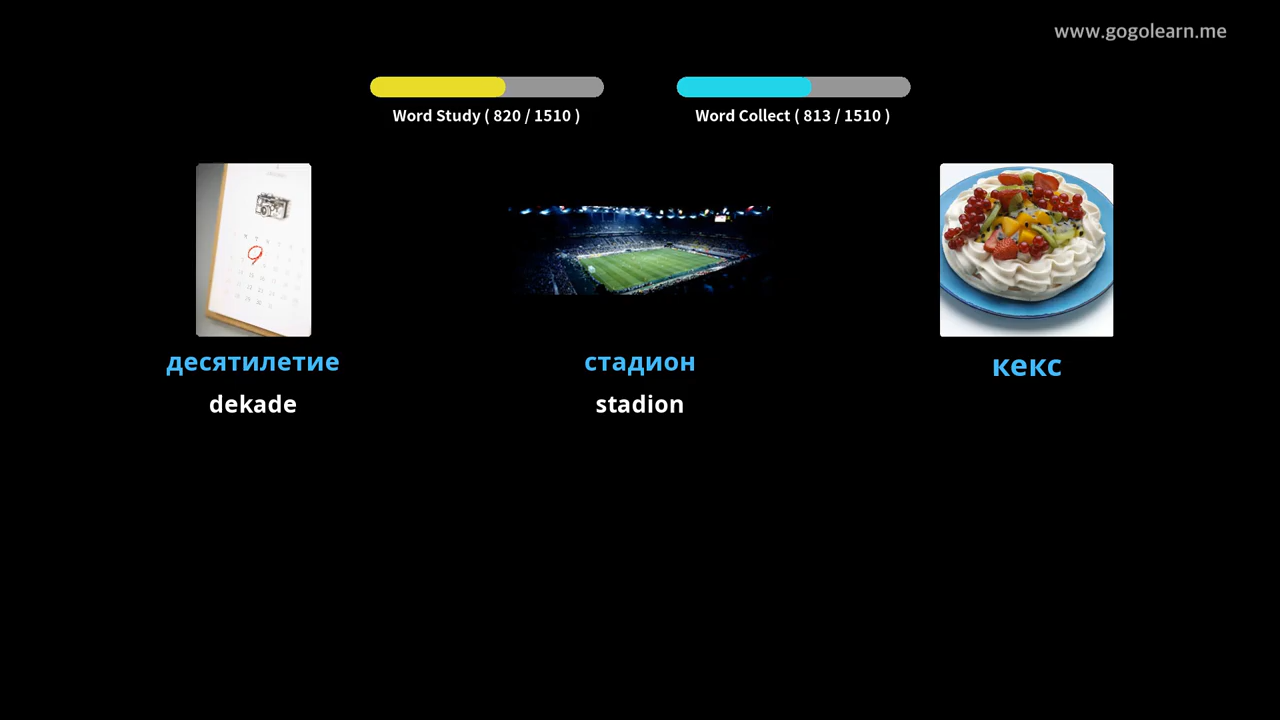 www.gogolearn.me
Word Study ( 820 / 1510 )
Word Collect ( 813 / 1510 )
десятилетие
стадион
кекс
dekade
stadion